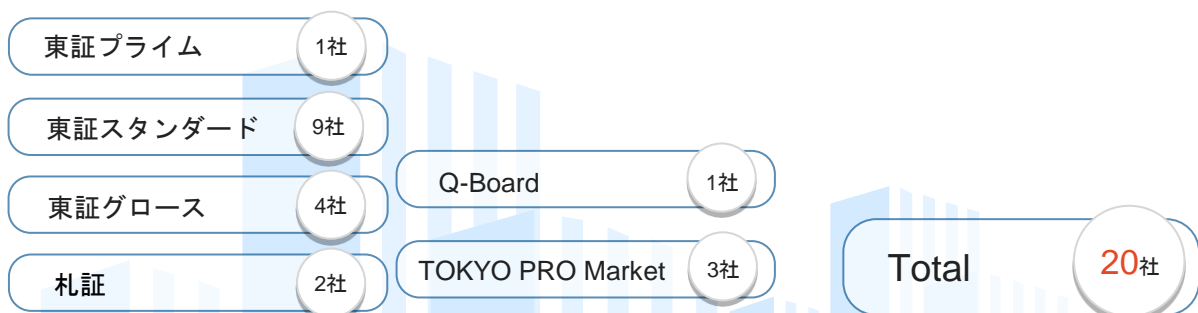 東証プライム 1社
東証スタンダード 9社
東証グロース 4社
札証 2社
Q-Board 1社
TOKYO PRO Market 3社
Total 20社